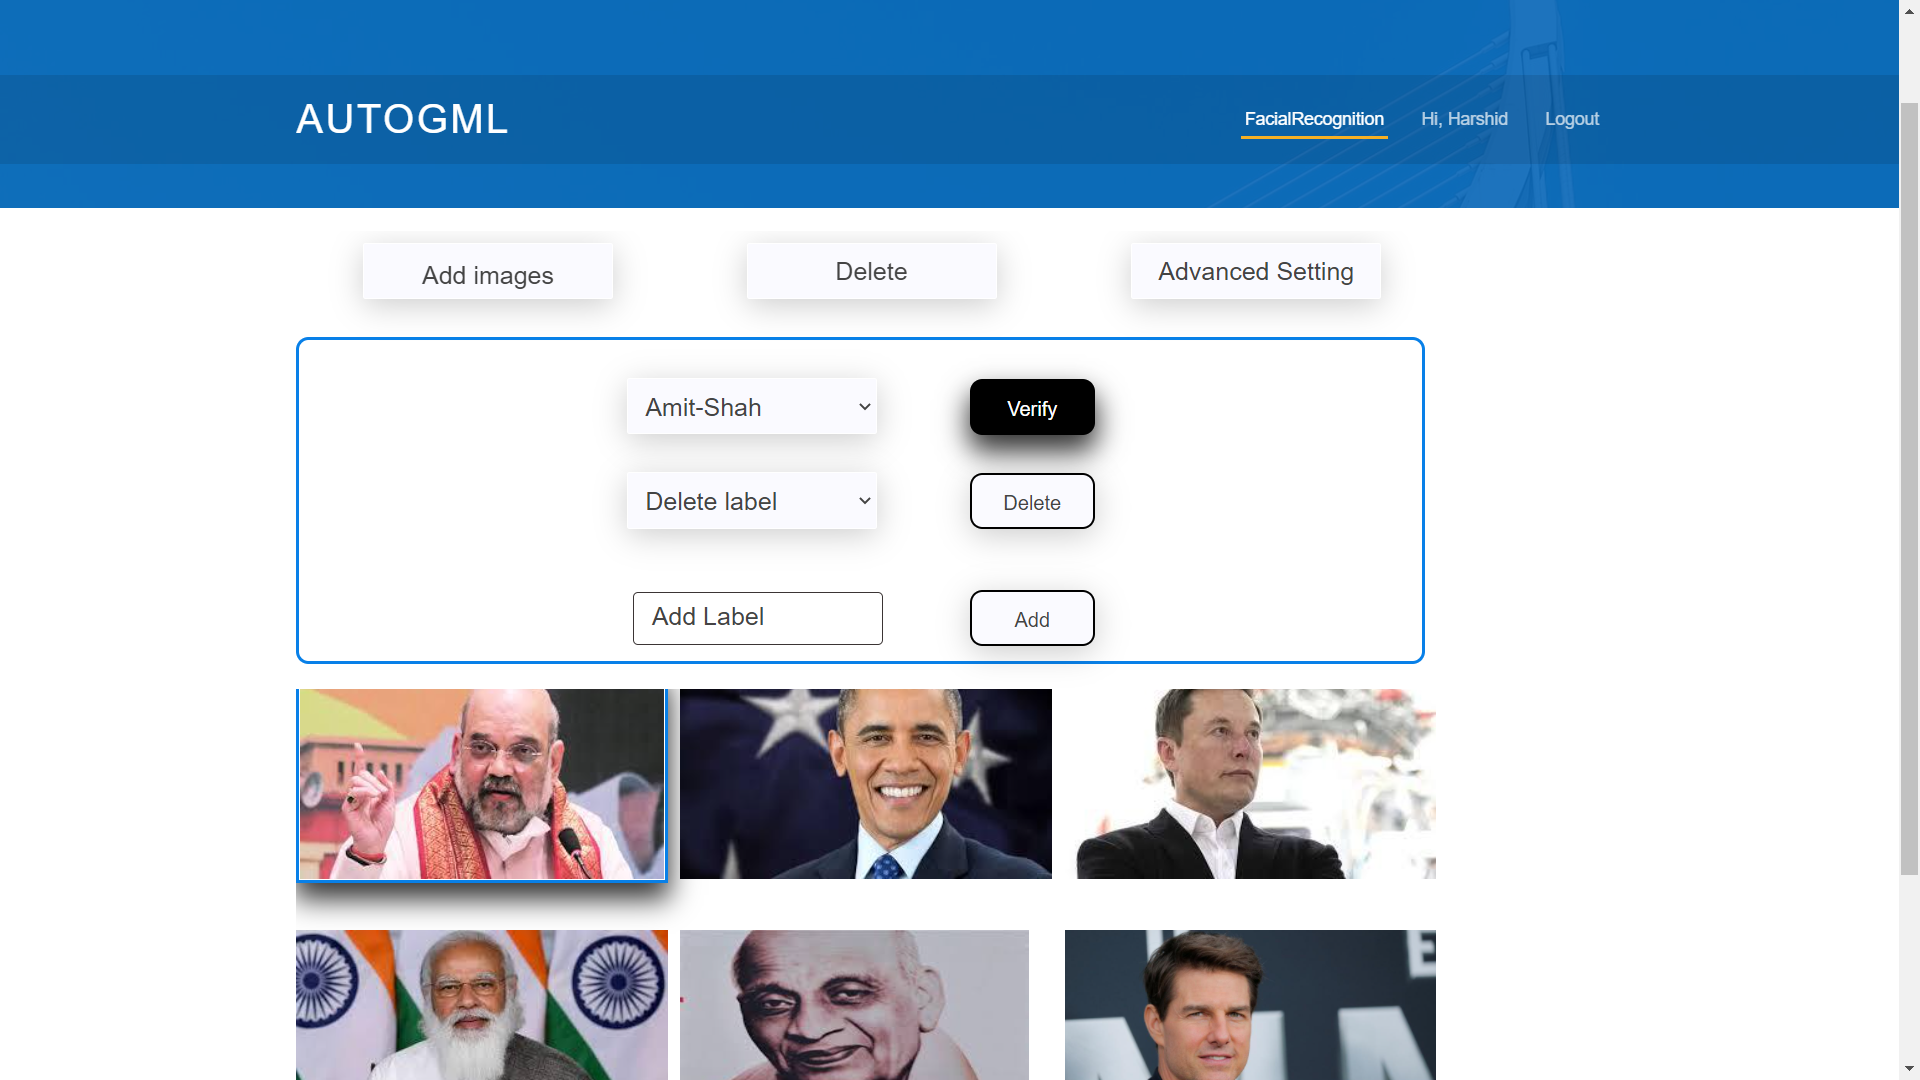 AUTOGML
FacialRecognition Hi, Harshid Logout
Add images Delete Advanced Setting
Amit-Shah Verify
Delete label Delete
Add Label Add